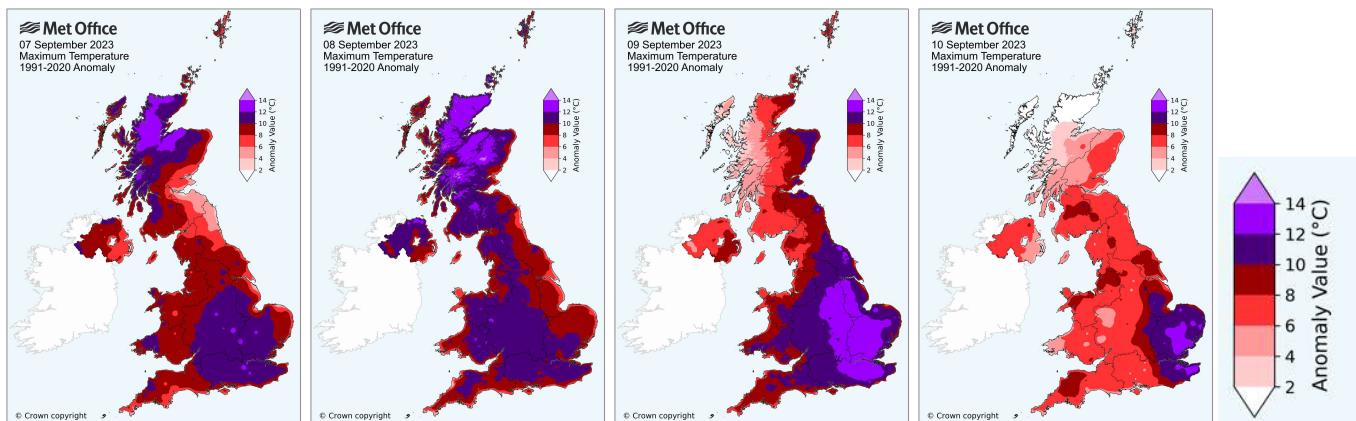 Met Office
07 September 2023
Maximum Temperature
1991-2020 Anomaly
14
12
10
8
6
4
2
Anomaly Value (°C)
© Crown copyright
Met Office
08 September 2023
Maximum Temperature
1991-2020 Anomaly
14
12
10
8
6
4
2
Anomaly Value (°C)
© Crown copyright
Met Office
09 September 2023
Maximum Temperature
1991-2020 Anomaly
14
12
10
8
6
4
2
Anomaly Value (°C)
© Crown copyright
Met Office
10 September 2023
Maximum Temperature
1991-2020 Anomaly
14
12
10
8
6
4
2
Anomaly Value (°C)
© Crown copyright
14
12
10
8
6
4
2
Anomaly Value (°C)